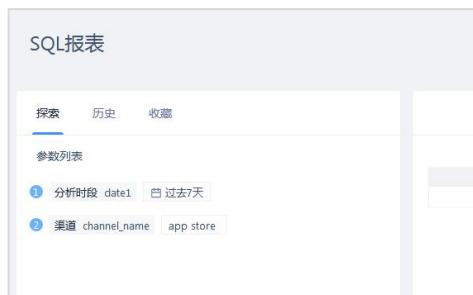 SQL报表
探索 历史 收藏
参数列表
1 分析时段 date1 过去7天
2 渠道 channel_name app store